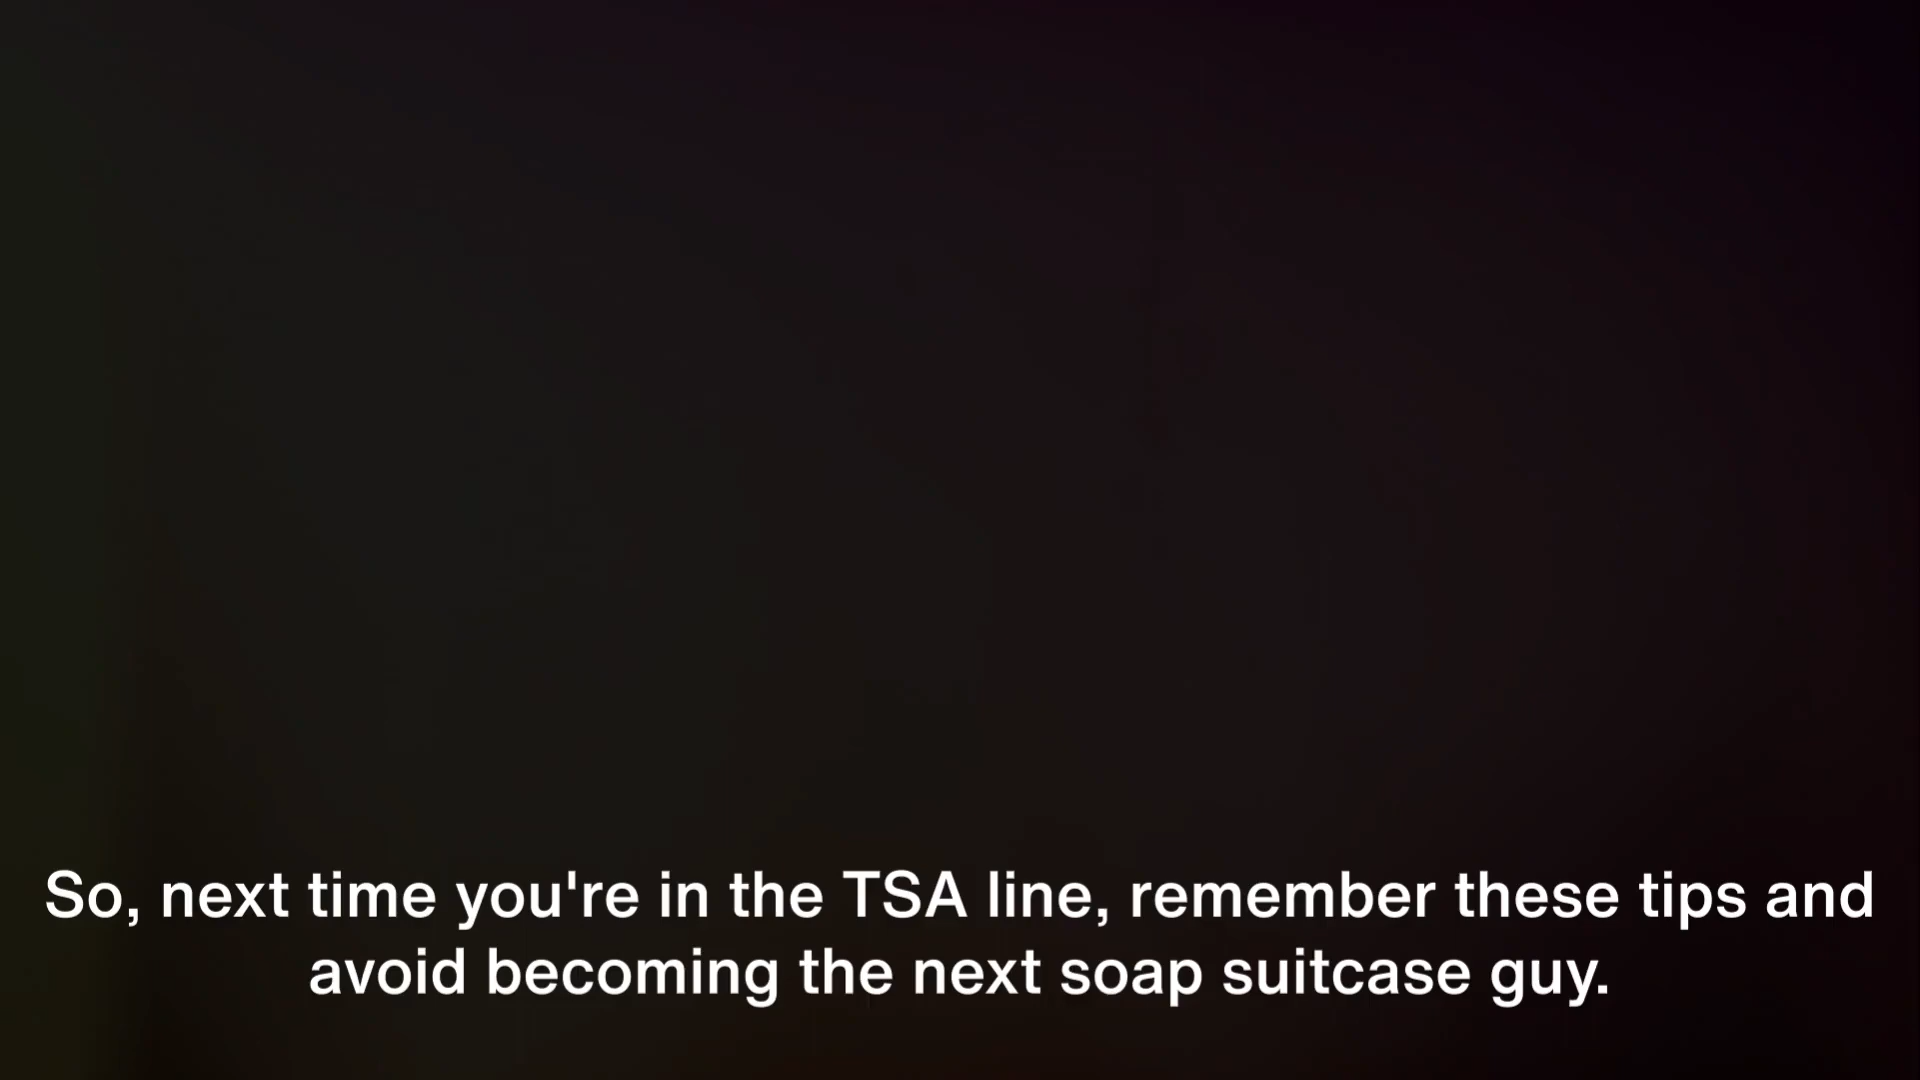 So, next time you're in the TSA line, remember these tips and
avoid becoming the next soap suitcase guy.